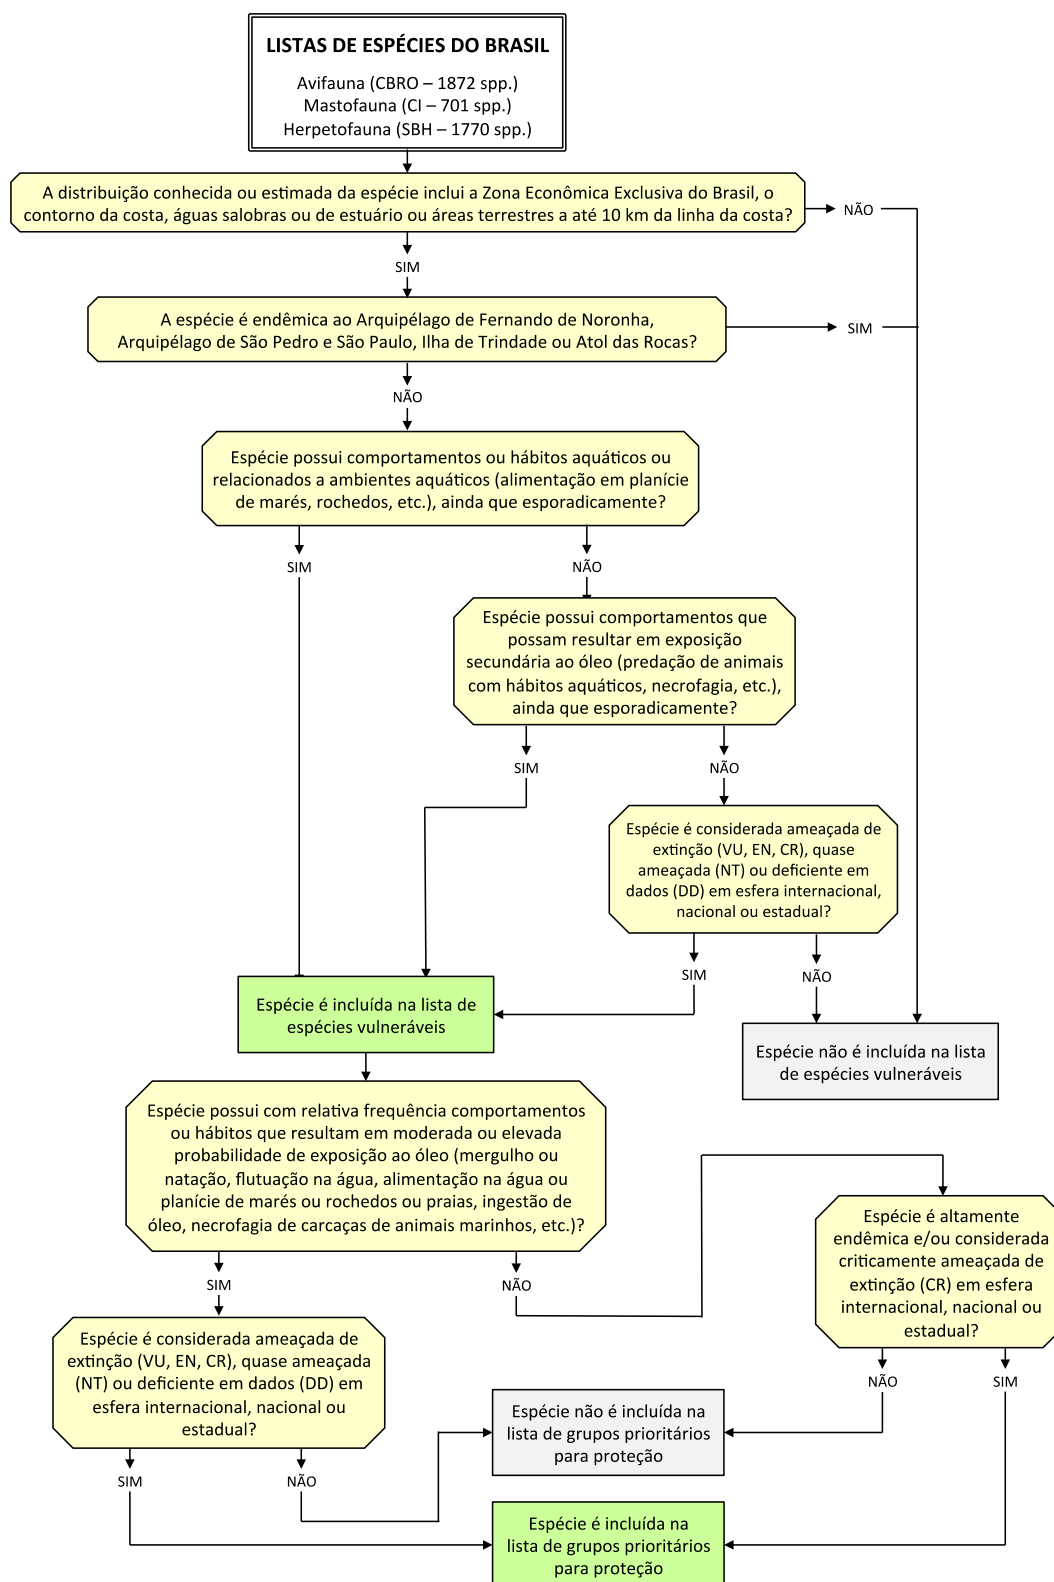 LISTAS DE ESPÉCIES DO BRASIL
Avifauna (CBRO – 1872 spp.)
Mastofauna (CI – 701 spp.)
Herpetofauna (SBH – 1770 spp.)
A distribuição conhecida ou estimada da espécie inclui a Zona Econômica Exclusiva do Brasil, o
contorno da costa, águas salobras ou de estuário ou áreas terrestres a até 10 km da linha da costa?
NÃO
SIM
A espécie é endêmica ao Arquipélago de Fernando de Noronha,
Arquipélago de São Pedro e São Paulo, Ilha de Trindade ou Atol das Rocas?
SIM
NÃO
Espécie possui comportamentos ou hábitos aquáticos ou
relacionados a ambientes aquáticos (alimentação em planície
de marés, rochedos, etc.), ainda que esporadicamente?
SIM
NÃO
Espécie possui comportamentos que
possam resultar em exposição
secundária ao óleo (predação de animais
com hábitos aquáticos, necrofagia, etc.),
ainda que esporadicamente?
SIM
NÃO
Espécie é considerada ameaçada de
extinção (VU, EN, CR), quase
ameaçada (NT) ou deficiente em
dados (DD) em esfera internacional,
nacional ou estadual?
SIM
NÃO
Espécie é incluída na lista de
espécies vulneráveis
Espécie não é incluída na lista
de espécies vulneráveis
Espécie possui com relativa frequência comportamentos
ou hábitos que resultam em moderada ou elevada
probabilidade de exposição ao óleo (mergulho ou
natação, flutuação na água, alimentação na água ou
planície de marés ou rochedos ou praias, ingestão de
óleo, necrofagia de carcaças de animais marinhos, etc.)?
SIM
NÃO
Espécie é altamente
endêmica e/ou considerada
criticamente ameaçada de
extinção (CR) em esfera
internacional, nacional ou
estadual?
NÃO
SIM
Espécie é considerada ameaçada de
extinção (VU, EN, CR), quase ameaçada
(NT) ou deficiente em dados (DD) em
esfera internacional, nacional ou
estadual?
SIM
NÃO
Espécie não é incluída na
lista de grupos prioritários
para proteção
Espécie é incluída na
lista de grupos prioritários
para proteção